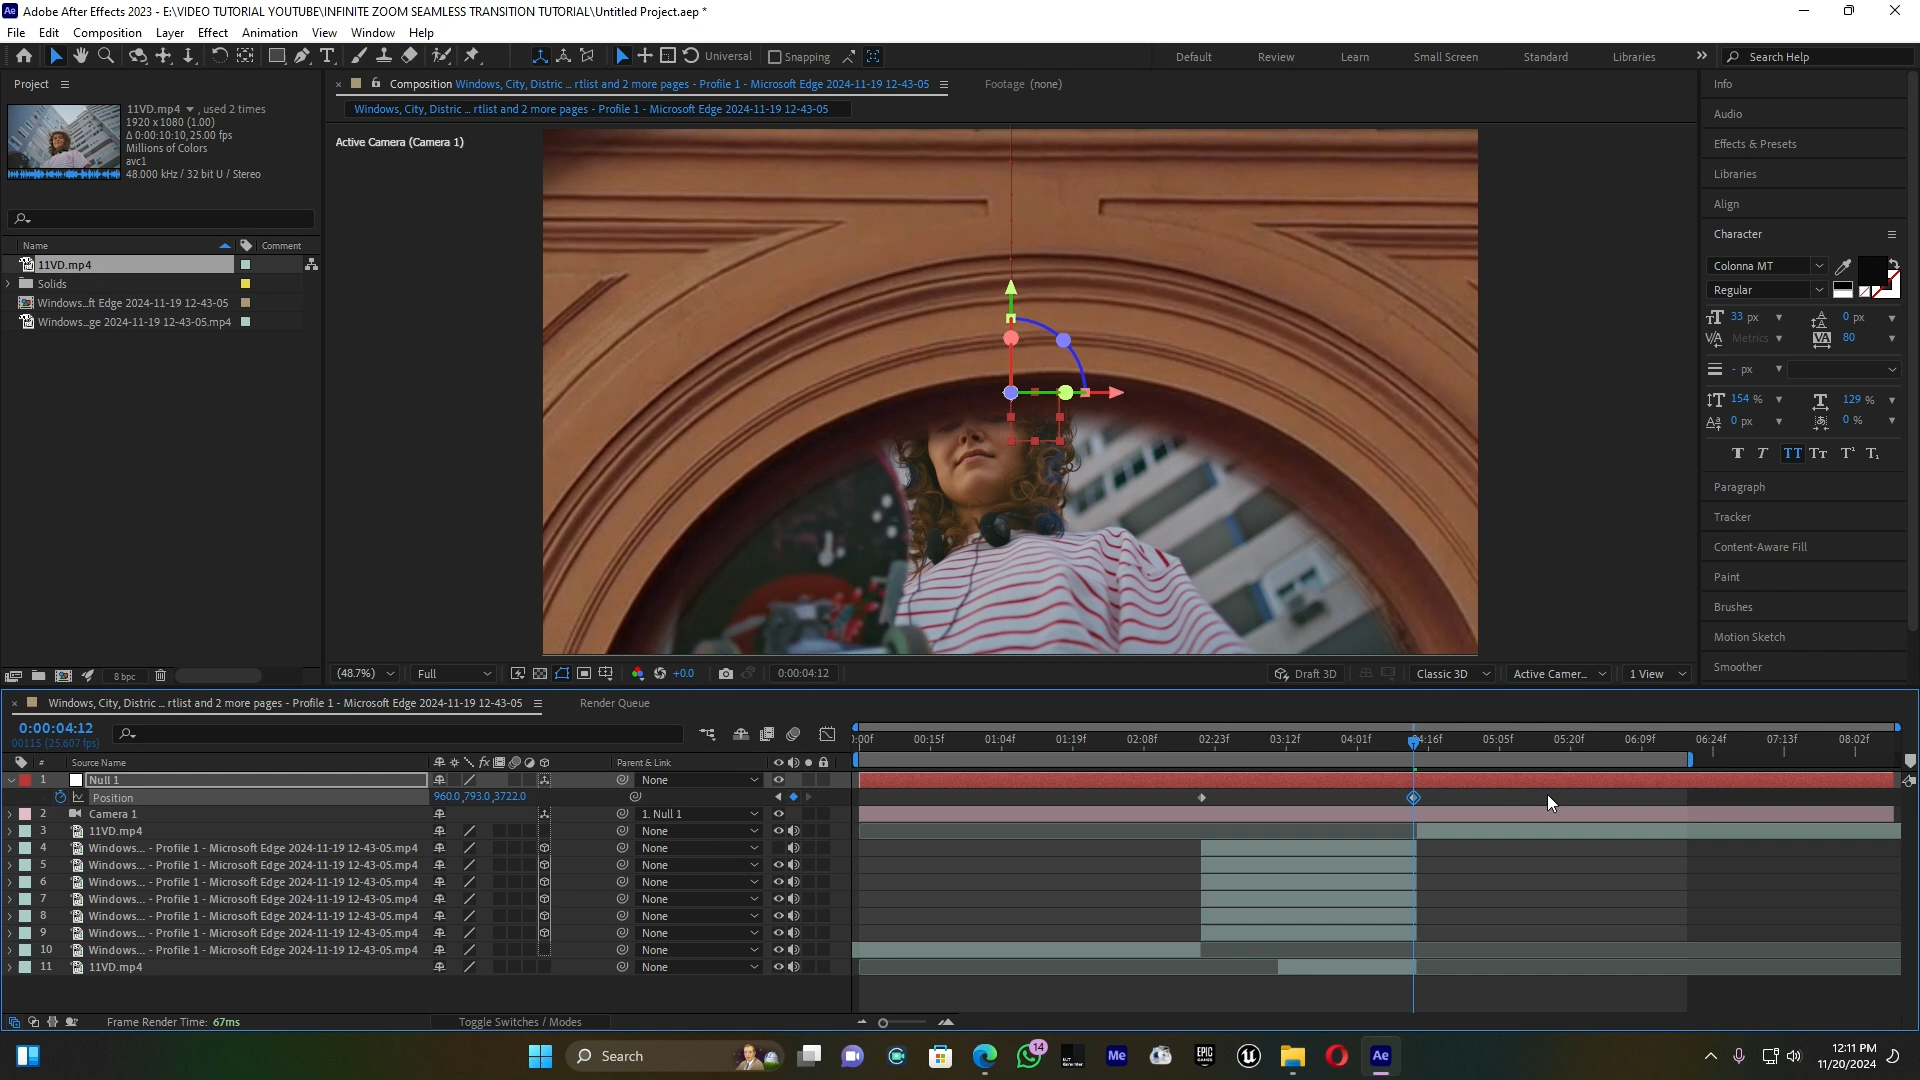 Ae Adobe After Effects 2023 - E:\VIDEO TUTORIAL YOUTUBE\INFINITE ZOOM SEAMLESS TRANSITION TUTORIAL\Untitled Project.aep *
File Edit Composition Layer Effect Animation View Window Help
Universal Snapping Default Review Learn Small Screen Standard Libraries Search Help
Project
11VD.mp4 , used 2 times
1920 x 1080 (1.00)
Δ 0:00:10:10, 25.00 fps
Millions of Colors
avc1
48.000 kHz / 32 bit U / Stereo
Name Comment
11VD.mp4
Solids
Windows...ft Edge 2024-11-19 12-43-05
Windows...ge 2024-11-19 12-43-05.mp4
8 bpc
Composition Windows, City, Distric ... rtlist and 2 more pages - Profile 1 - Microsoft Edge 2024-11-19 12-43-05 Footage (none)
Windows, City, Distric ... rtlist and 2 more pages - Profile 1 - Microsoft Edge 2024-11-19 12-43-05
Active Camera (Camera 1)
(48.7%) Full +0.0 0:00:04:12 Draft 3D Classic 3D Active Camer... 1 View
Info
Audio
Effects & Presets
Libraries
Align
Character
Colonna MT
Regular
33 px 0 px
Metrics 80
- px
154 % 129 %
0 px 0 %
T T TT Tt T¹ T₁
Paragraph
Tracker
Content-Aware Fill
Paint
Brushes
Motion Sketch
Smoother
Windows, City, Distric ... rtlist and 2 more pages - Profile 1 - Microsoft Edge 2024-11-19 12-43-05 Render Queue
0:00:04:12
00115 (25.607 fps)
:00f 00:15f 01:04f 01:19f 02:08f 02:23f 03:12f 04:01f 04:16f 05:05f 05:20f 06:09f 06:24f 07:13f 08:02f
# Source Name Parent & Link
1 Null 1 None
Position 960.0,793.0,3722.0
2 Camera 1 1. Null 1
3 11VD.mp4 None
4 Windows... - Profile 1 - Microsoft Edge 2024-11-19 12-43-05.mp4 None
5 Windows... - Profile 1 - Microsoft Edge 2024-11-19 12-43-05.mp4 None
6 Windows... - Profile 1 - Microsoft Edge 2024-11-19 12-43-05.mp4 None
7 Windows... - Profile 1 - Microsoft Edge 2024-11-19 12-43-05.mp4 None
8 Windows... - Profile 1 - Microsoft Edge 2024-11-19 12-43-05.mp4 None
9 Windows... - Profile 1 - Microsoft Edge 2024-11-19 12-43-05.mp4 None
10 Windows... - Profile 1 - Microsoft Edge 2024-11-19 12-43-05.mp4 None
11 11VD.mp4 None
Frame Render Time: 67ms Toggle Switches / Modes
Search 14 Me EPIC GAMES Ae
12:11 PM
11/20/2024